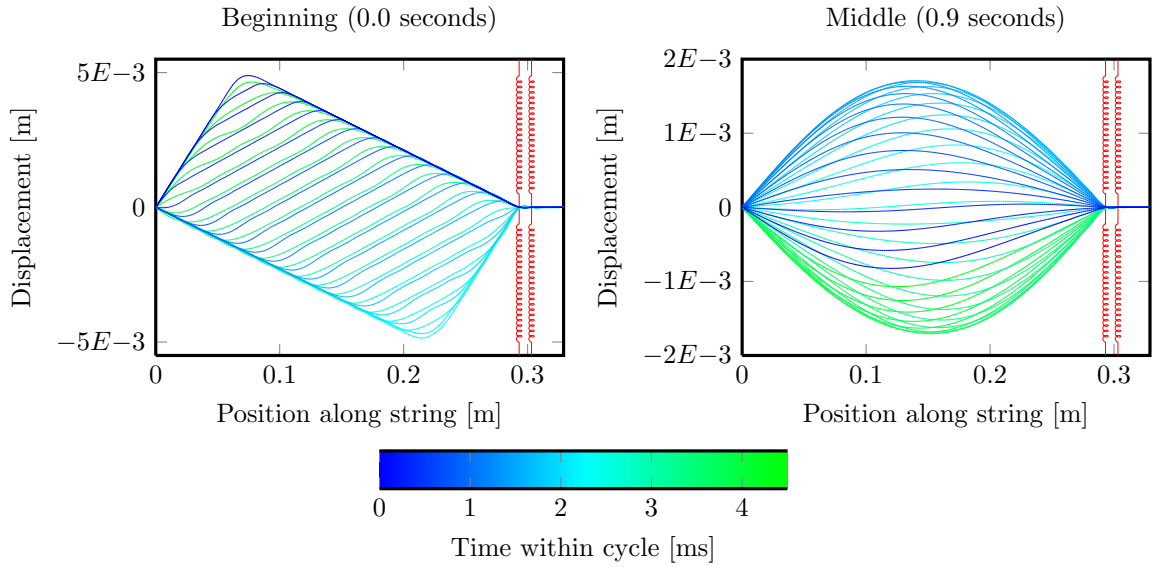 Beginning (0.0 seconds)
Middle (0.9 seconds)
Displacement [m]
5E−3
0
−5E−3
0
0.1
0.2
0.3
Position along string [m]
Displacement [m]
2E−3
1E−3
0
−1E−3
−2E−3
0
0.1
0.2
0.3
Position along string [m]
0
1
2
3
4
Time within cycle [ms]